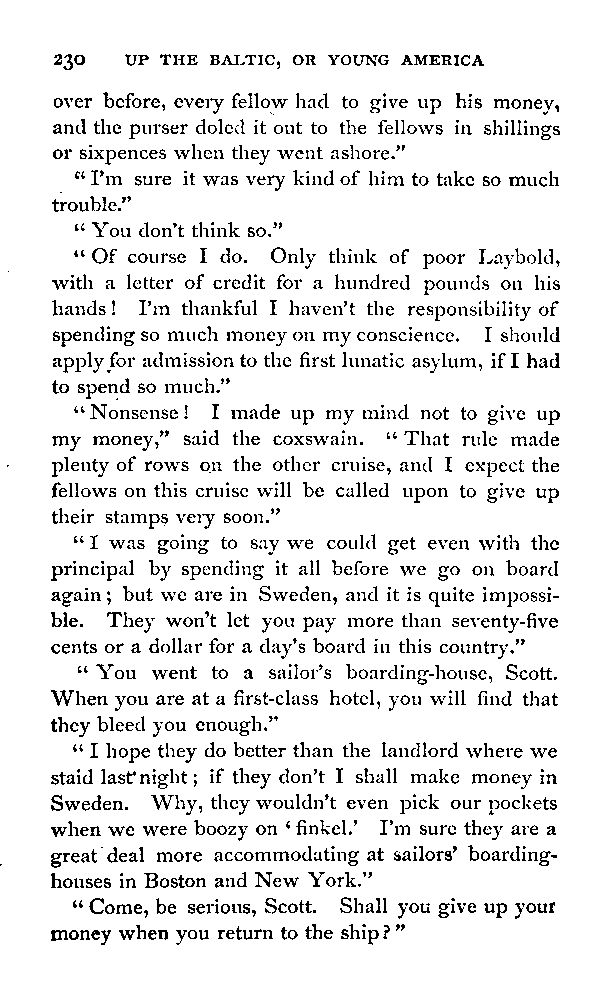 230 UP THE BALTIC, OR YOUNG AMERICA
over before, every fellow had to give up his money,
and the purser doled it out to the fellows in shillings
or sixpences when they went ashore."
"I'm sure it was very kind of him to take so much
trouble."
"You don't think so."
"Of course I do. Only think of poor Laybold,
with a letter of credit for a hundred pounds on his
hands! I'm thankful I haven't the responsibility of
spending so much money on my conscience. I should
apply for admission to the first lunatic asylum, if I had
to spend so much."
"Nonsense! I made up my mind not to give up
my money," said the coxswain. "That rule made
plenty of rows on the other cruise, and I expect the
fellows on this cruise will be called upon to give up
their stamps very soon."
"I was going to say we could get even with the
principal by spending it all before we go on board
again; but we are in Sweden, and it is quite impossi-
ble. They won't let you pay more than seventy-five
cents or a dollar for a day's board in this country."
"You went to a sailor's boarding-house, Scott.
When you are at a first-class hotel, you will find that
they bleed you enough."
"I hope they do better than the landlord where we
staid last night; if they don't I shall make money in
Sweden. Why, they wouldn't even pick our pockets
when we were boozy on 'finkel.' I'm sure they are a
great deal more accommodating at sailors' boarding-
houses in Boston and New York."
"Come, be serious, Scott. Shall you give up your
money when you return to the ship?"